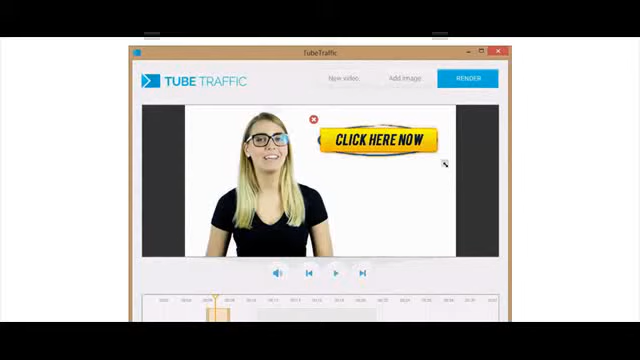 TubeTraffic
TUBE TRAFFIC
New video
Add image
RENDER
CLICK HERE NOW